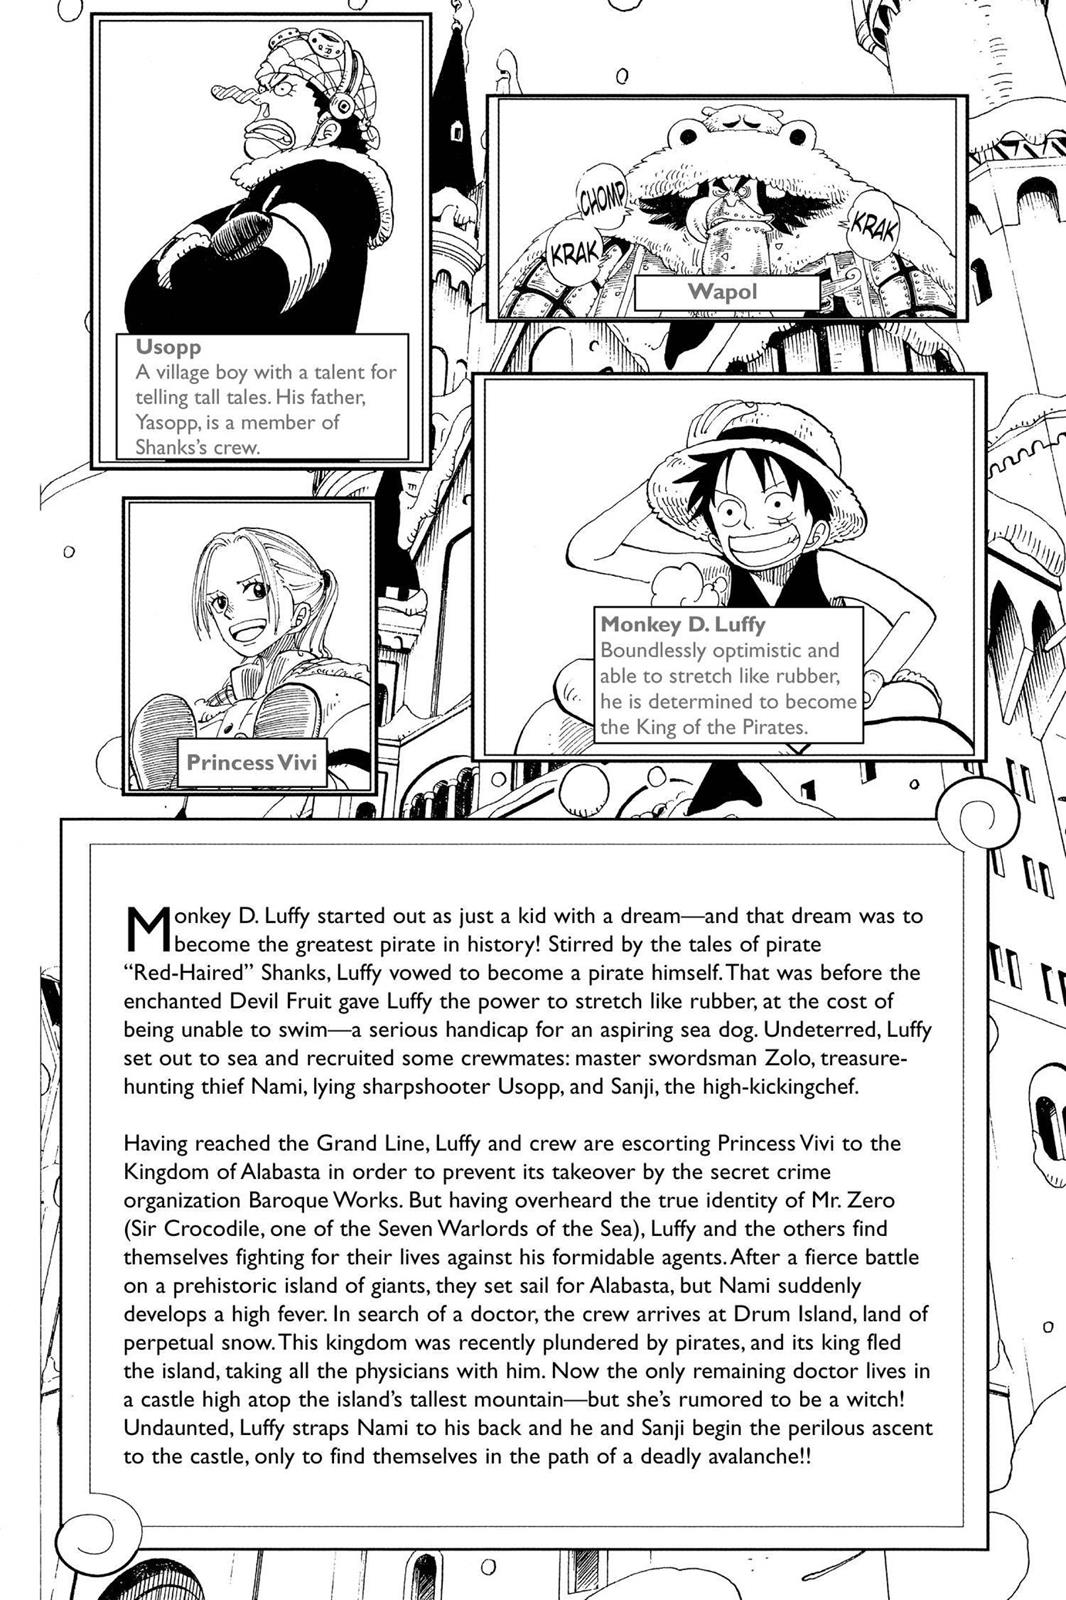 CHOMP
KRAK
KRAK
Wapol
Usopp
A village boy with a talent for
telling tall tales. His father,
Yasopp, is a member of
Shanks's crew.
Monkey D. Luffy
Boundlessly optimistic and
able to stretch like rubber,
he is determined to become
the King of the Pirates.
Princess Vivi
Monkey D. Luffy started out as just a kid with a dream—and that dream was to
become the greatest pirate in history! Stirred by the tales of pirate
“Red-Haired” Shanks, Luffy vowed to become a pirate himself. That was before the
enchanted Devil Fruit gave Luffy the power to stretch like rubber, at the cost of
being unable to swim—a serious handicap for an aspiring sea dog. Undeterred, Luffy
set out to sea and recruited some crewmates: master swordsman Zolo, treasure-
hunting thief Nami, lying sharpshooter Usopp, and Sanji, the high-kickingchef.
Having reached the Grand Line, Luffy and crew are escorting Princess Vivi to the
Kingdom of Alabasta in order to prevent its takeover by the secret crime
organization Baroque Works. But having overheard the true identity of Mr. Zero
(Sir Crocodile, one of the Seven Warlords of the Sea), Luffy and the others find
themselves fighting for their lives against his formidable agents. After a fierce battle
on a prehistoric island of giants, they set sail for Alabasta, but Nami suddenly
develops a high fever. In search of a doctor, the crew arrives at Drum Island, land of
perpetual snow. This kingdom was recently plundered by pirates, and its king fled
the island, taking all the physicians with him. Now the only remaining doctor lives in
a castle high atop the island's tallest mountain—but she's rumored to be a witch!
Undaunted, Luffy straps Nami to his back and he and Sanji begin the perilous ascent
to the castle, only to find themselves in the path of a deadly avalanche!!